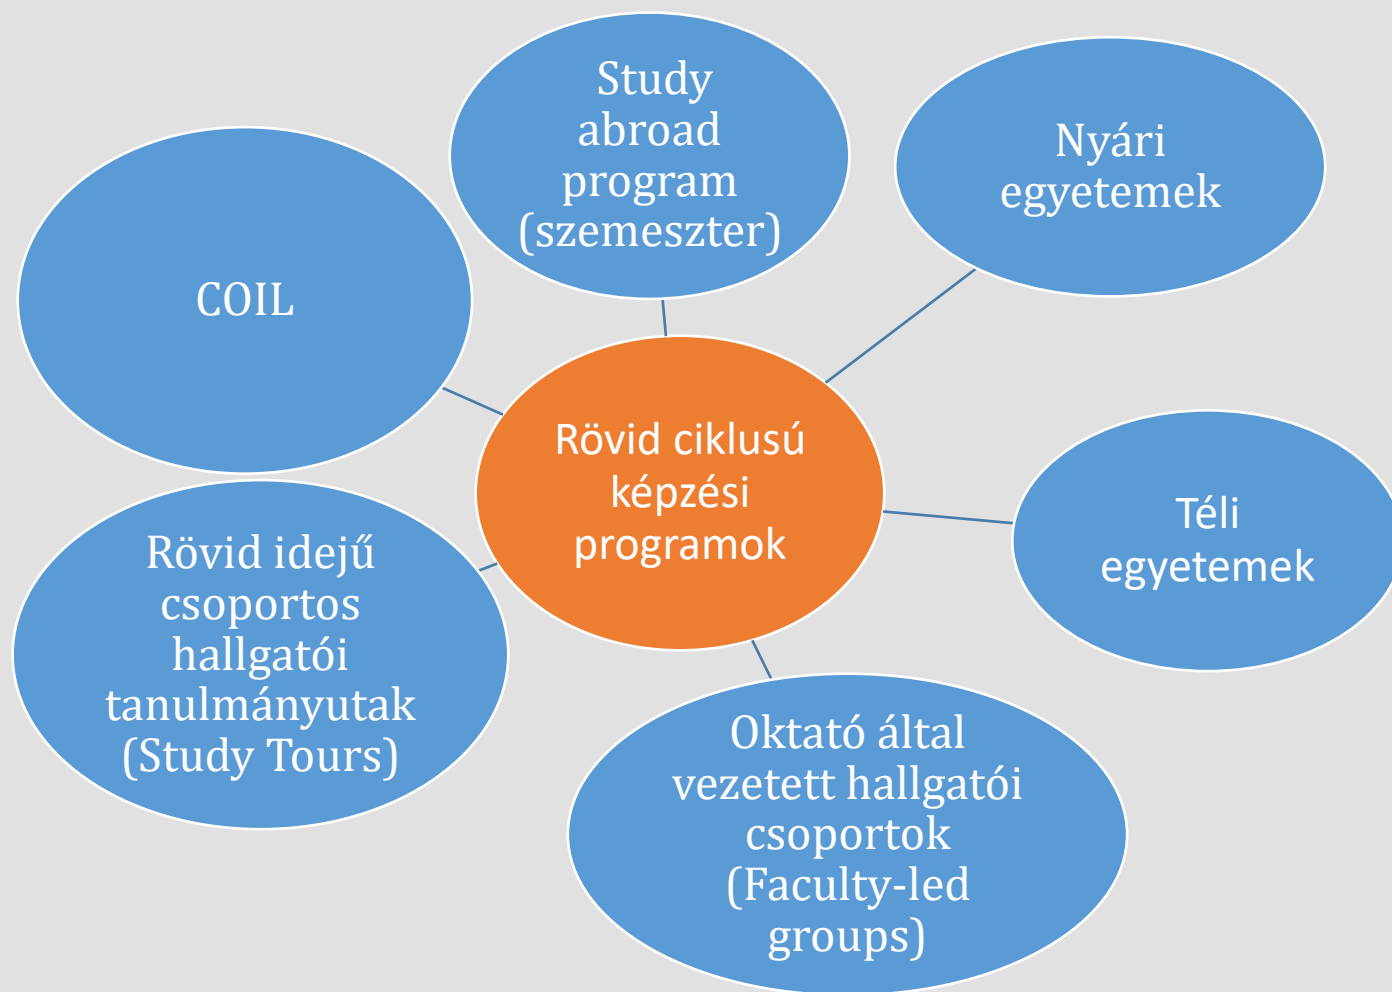 Study
abroad
program
(szemeszter)
Nyári
egyetemek
COIL
Rövid ciklusú
képzési
programok
Téli
egyetemek
Rövid idejű
csoportos
hallgatói
tanulmányutak
(Study Tours)
Oktató által
vezetett hallgatói
csoportok
(Faculty-led
groups)